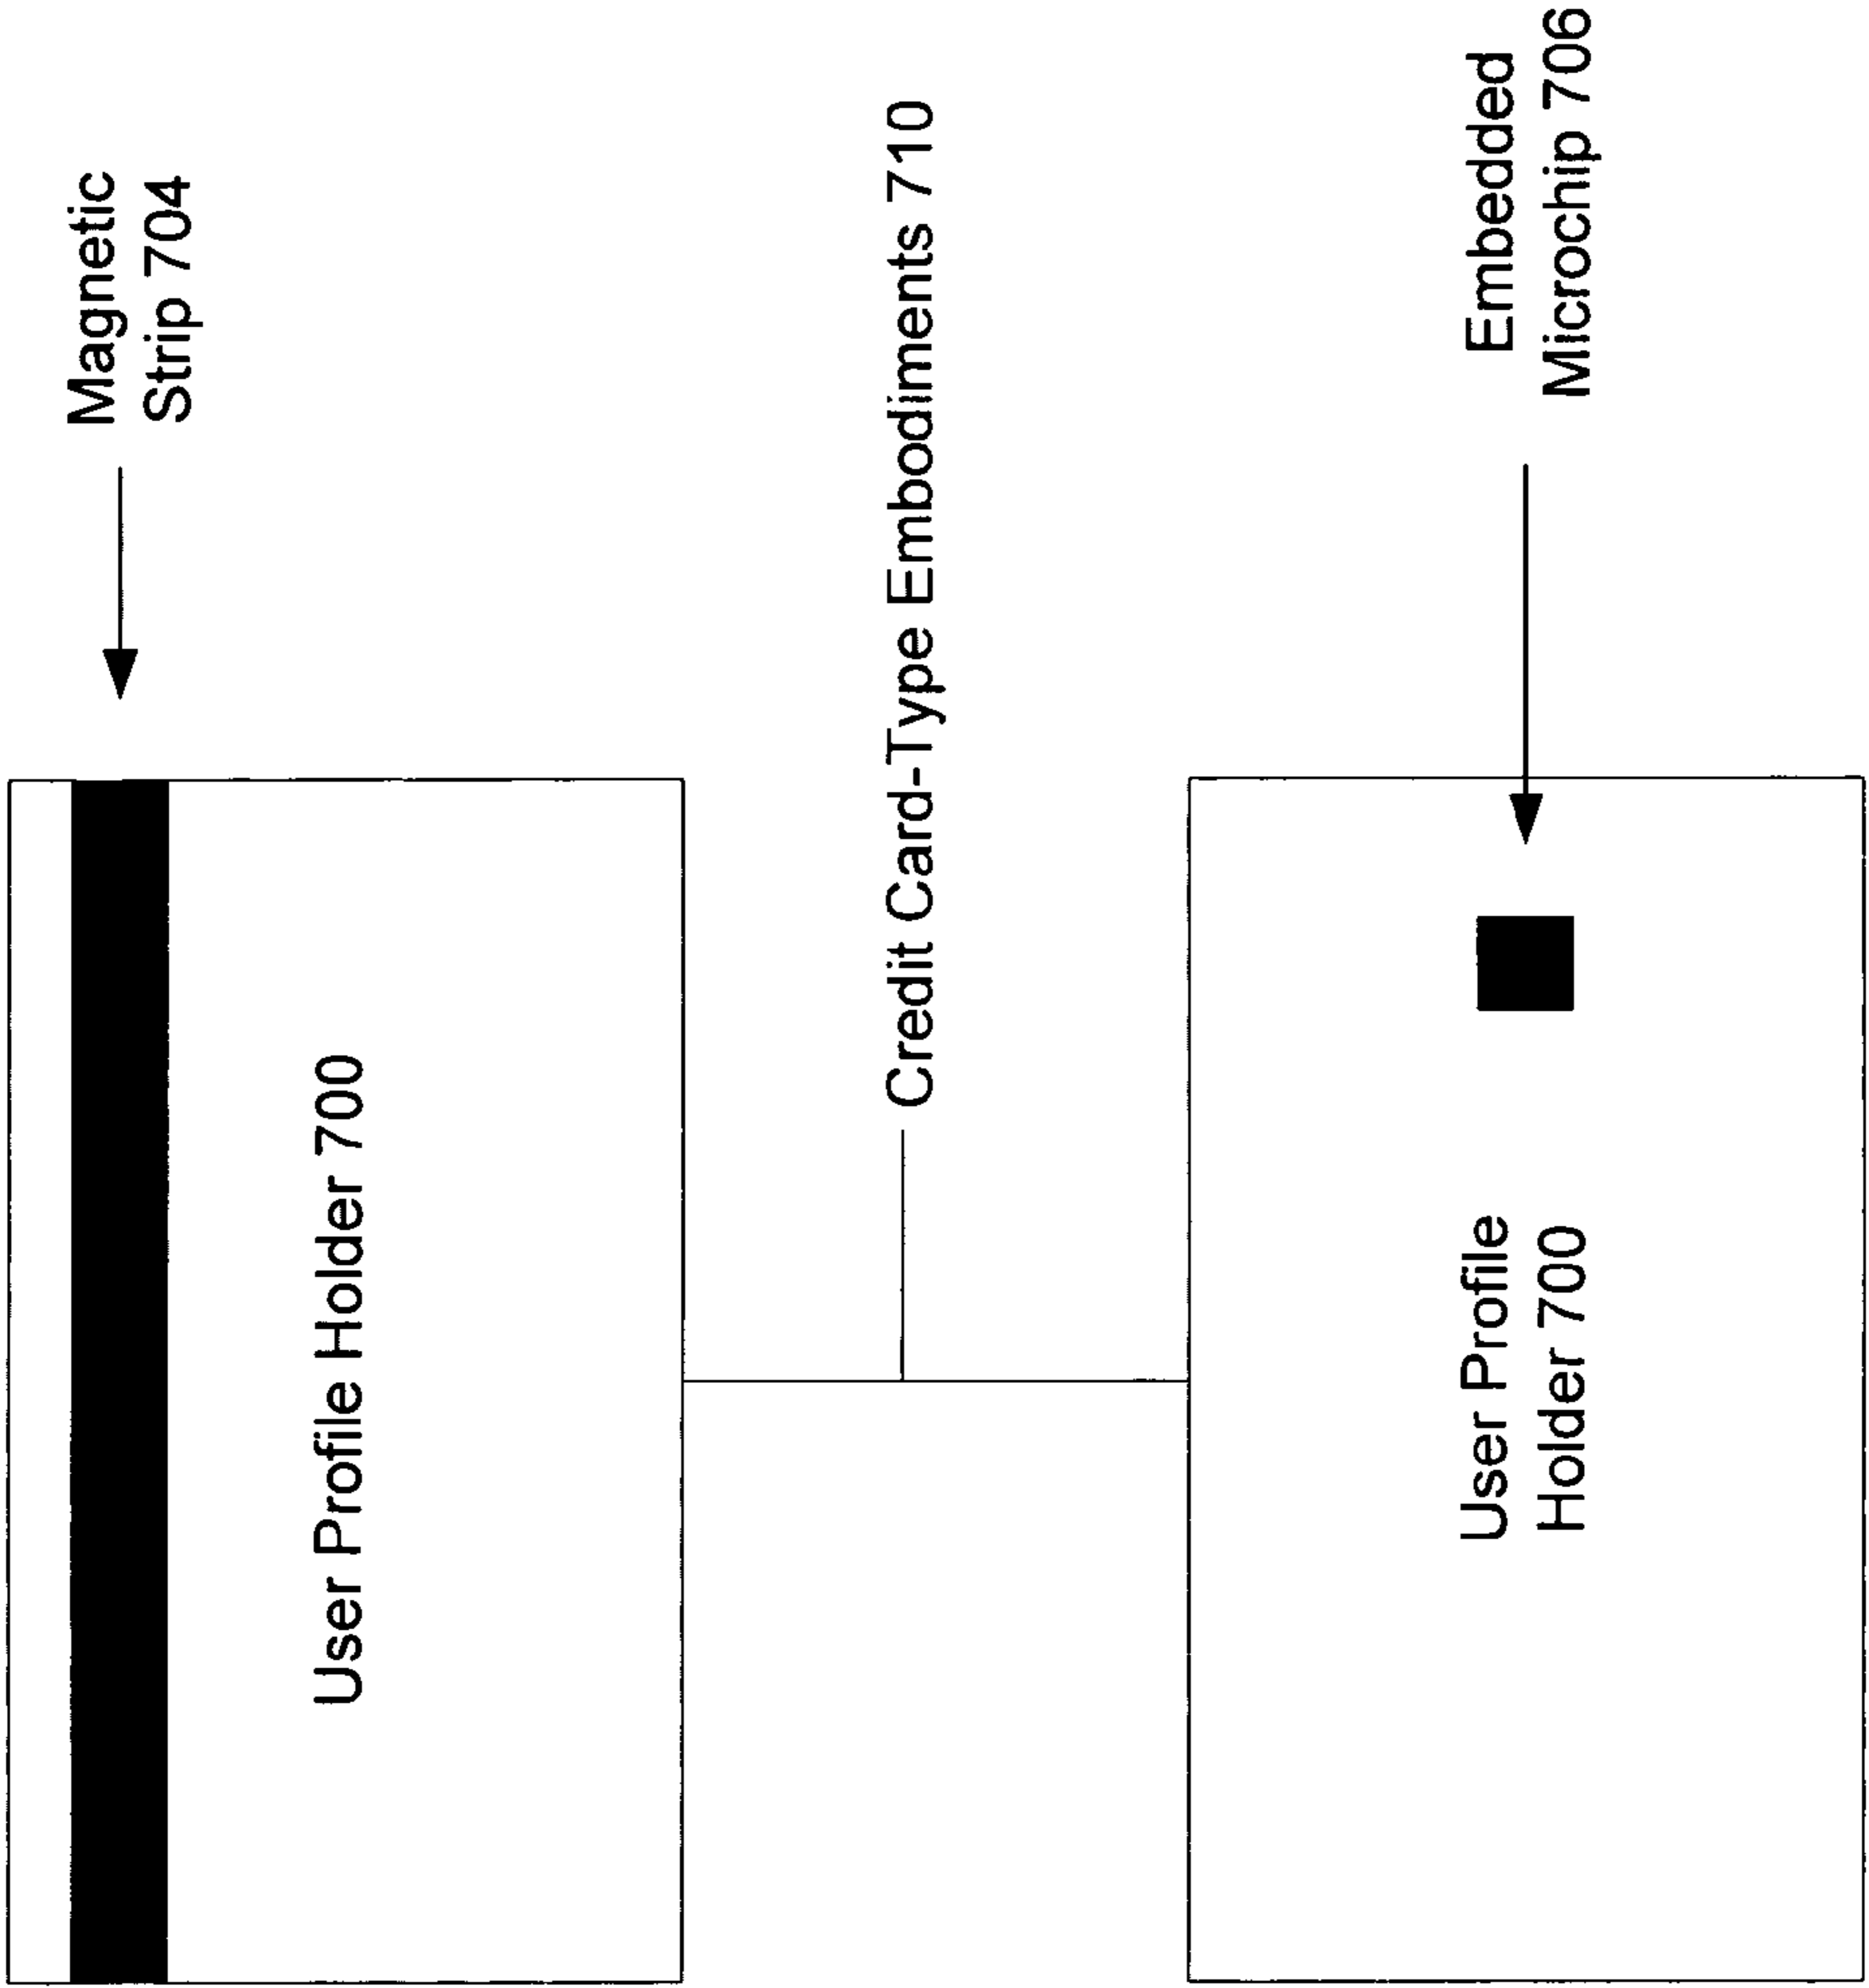 Magnetic
Strip 704
User Profile Holder 700
Credit Card-Type Embodiments 710
Embedded
Microchip 706
User Profile
Holder 700